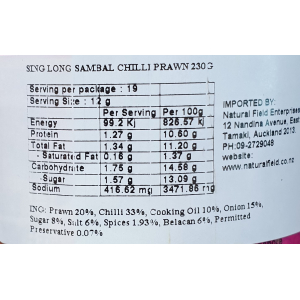 SING LONG SAMBAL CHILLI PRAWN 230G
Serving per package : 19
Serving Size : 12 g
Per Serving Per 100g
Energy 99.2 Kj 826.57 kj
Protein 1.27 g 10.60 g
Total Fat 1.34 g 11.20 g
- Saturated Fat 0.16 g 1.37 g
Carbohydrate 1.75 g 14.58 g
- Sugar 1.57 g 13.09 g
Sodium 416.62 mg 3471.86 mg
ING: Prawn 20%, Chilli 33%, Cooking Oil 10%, Onion 15%,
Sugar 8%, Salt 6%, Spices 1.93%, Belacan 6%, Permitted
Preservative 0.07%
IMPORTED BY:
Natural Field Enterprises
12 Nandina Avenue, East
Tamaki, Auckland 2013
PH:09-2729048
website:
www.naturalfield.co.nz